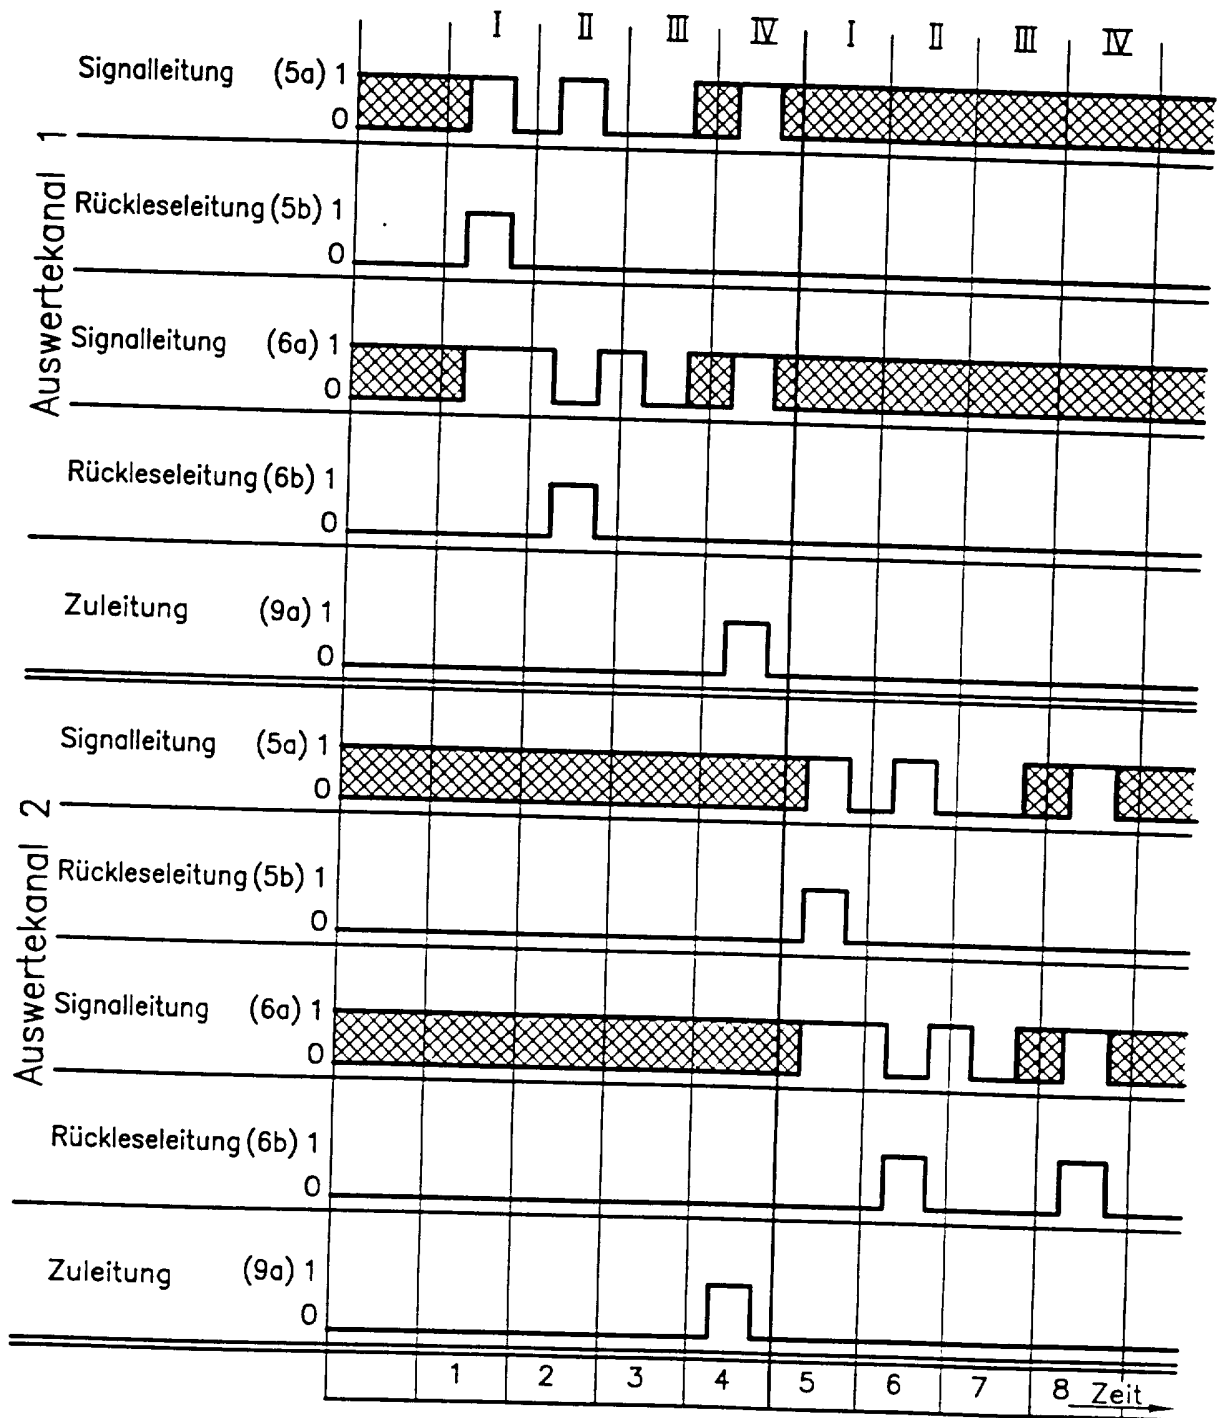 I II III IV I II III IV
Auswertekanal 1
Signalleitung (5a) 1
0
Rückleseleitung (5b) 1
0
Signalleitung (6a) 1
0
Rückleseleitung (6b) 1
0
Zuleitung (9a) 1
0
Auswertekanal 2
Signalleitung (5a) 1
0
Rückleseleitung (5b) 1
0
Signalleitung (6a) 1
0
Rückleseleitung (6b) 1
0
Zuleitung (9a) 1
0
1 2 3 4 5 6 7 8 Zeit